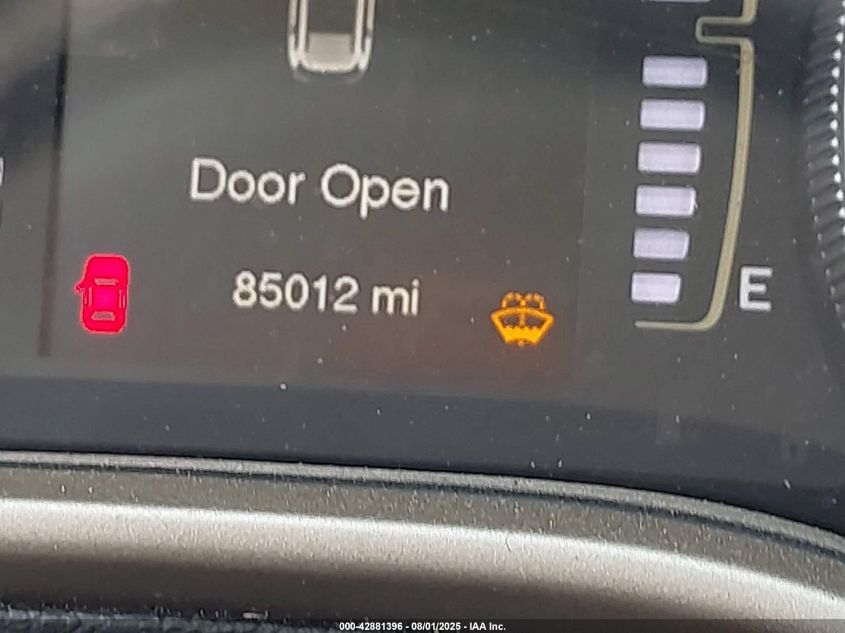 Door Open
85012 mi
E
000-42881396 - 08/01/2025 - IAA Inc.